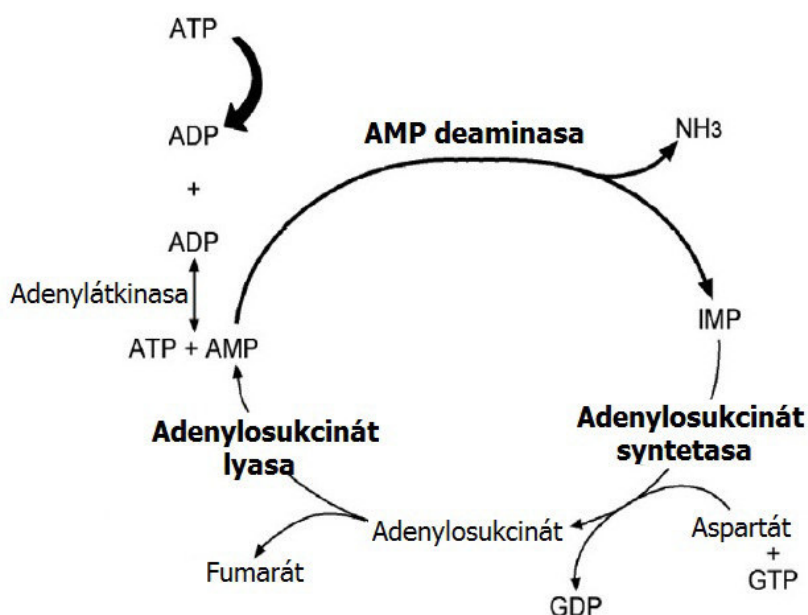 ATP
ADP
+
ADP
Adenylátkinasa
ATP + AMP
AMP deaminasa
NH3
IMP
Adenylosukcinát
syntetasa
Aspartát
+
GTP
GDP
Adenylosukcinát
Fumarát
Adenylosukcinát
lyasa